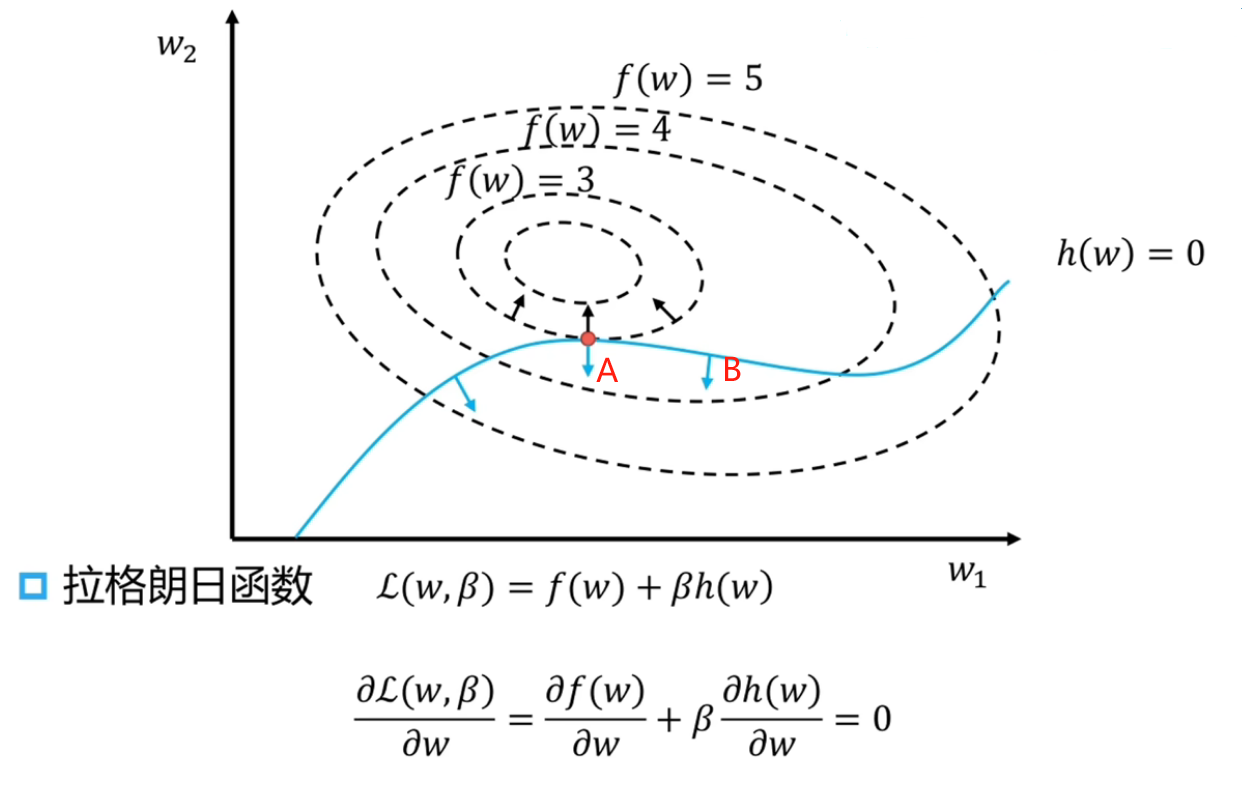 w₂
f(w) = 5
f(w) = 4
f(w) = 3
h(w) = 0
A
B
w₁
拉格朗日函数 ℒ(w, β) = f(w) + βh(w)
∂ℒ(w, β)/∂w = ∂f(w)/∂w + β ∂h(w)/∂w = 0